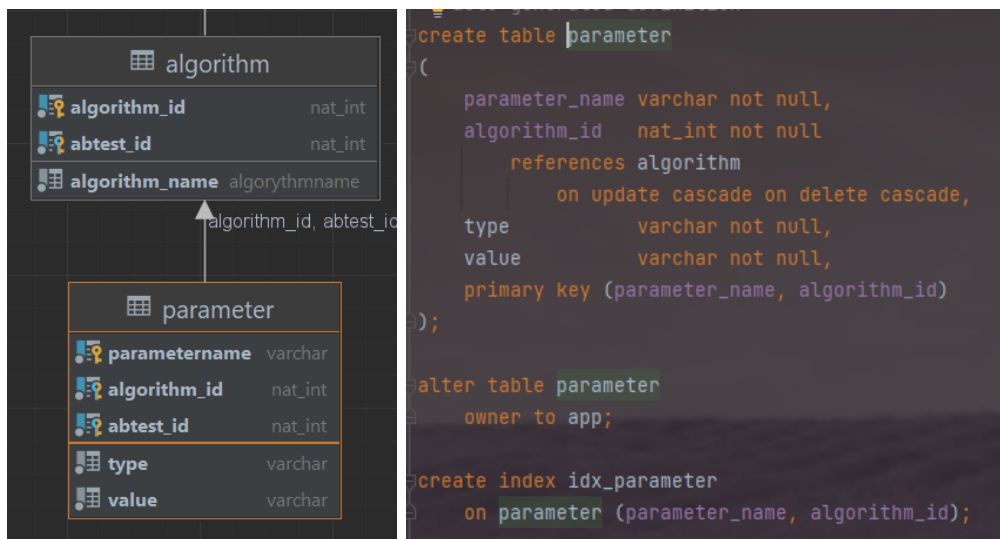 algorithm
algorithm_id nat_int
abtest_id nat_int
algorithm_name algorythmname
algorithm_id, abtest_id
parameter
parametername varchar
algorithm_id nat_int
abtest_id nat_int
type varchar
value varchar
create table parameter
(
parameter_name varchar not null,
algorithm_id nat_int not null
references algorithm
on update cascade on delete cascade,
type varchar not null,
value varchar not null,
primary key (parameter_name, algorithm_id)
);
alter table parameter
owner to app;
create index idx_parameter
on parameter (parameter_name, algorithm_id);